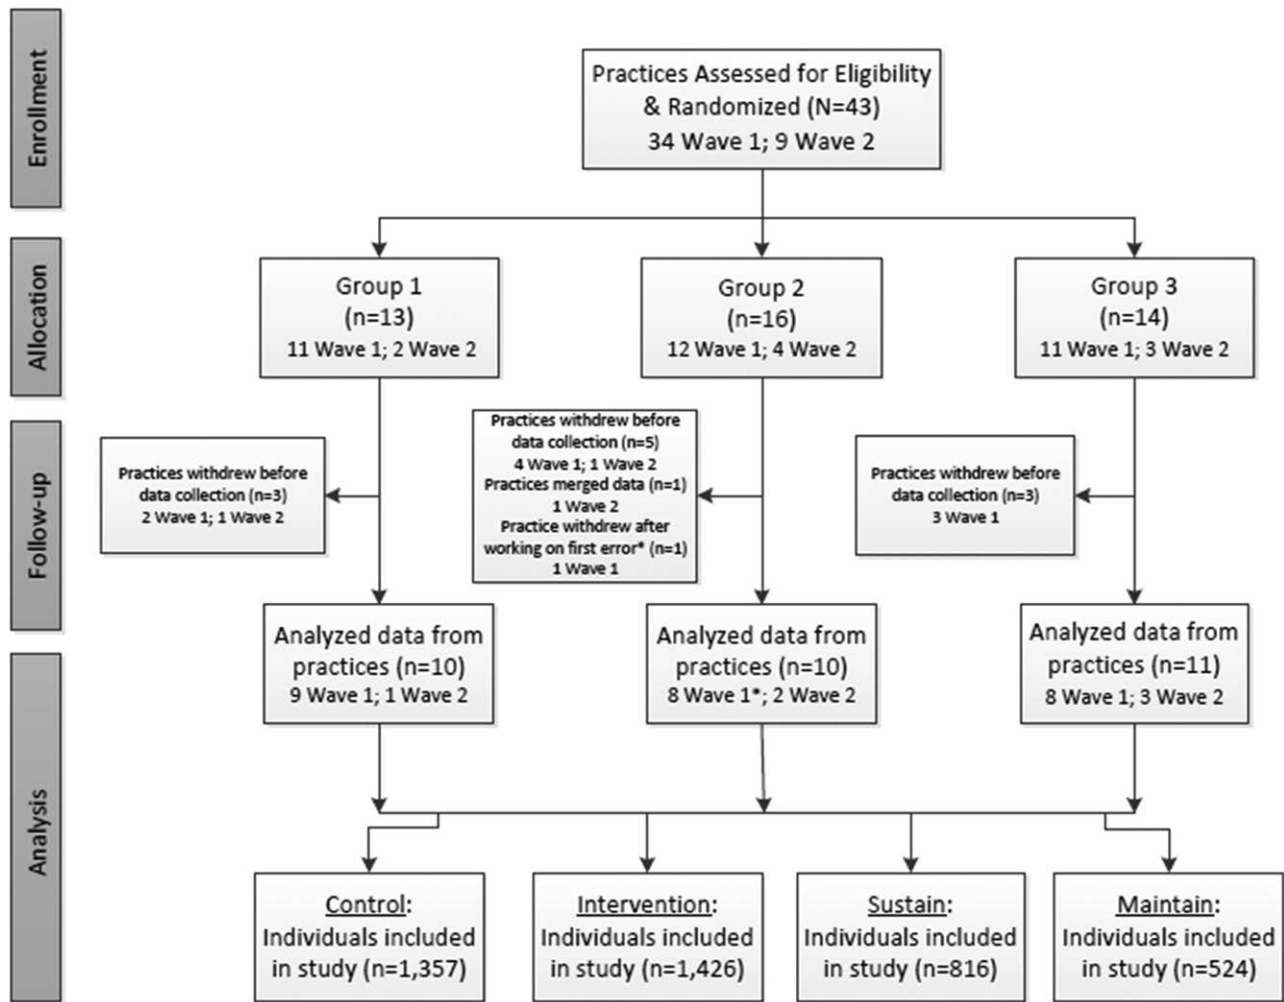 Enrollment
Practices Assessed for Eligibility
& Randomized (N=43)
34 Wave 1; 9 Wave 2
Allocation
Group 1
(n=13)
11 Wave 1; 2 Wave 2
Group 2
(n=16)
12 Wave 1; 4 Wave 2
Group 3
(n=14)
11 Wave 1; 3 Wave 2
Follow-up
Practices withdrew before
data collection (n=3)
2 Wave 1; 1 Wave 2
Practices withdrew before
data collection (n=5)
4 Wave 1; 1 Wave 2
Practices merged data (n=1)
1 Wave 2
Practice withdrew after
working on first error* (n=1)
1 Wave 1
Practices withdrew before
data collection (n=3)
3 Wave 1
Analyzed data from
practices (n=10)
9 Wave 1; 1 Wave 2
Analyzed data from
practices (n=10)
8 Wave 1*; 2 Wave 2
Analyzed data from
practices (n=11)
8 Wave 1; 3 Wave 2
Analysis
Control:
Individuals included
in study (n=1,357)
Intervention:
Individuals included
in study (n=1,426)
Sustain:
Individuals included
in study (n=816)
Maintain:
Individuals included
in study (n=524)